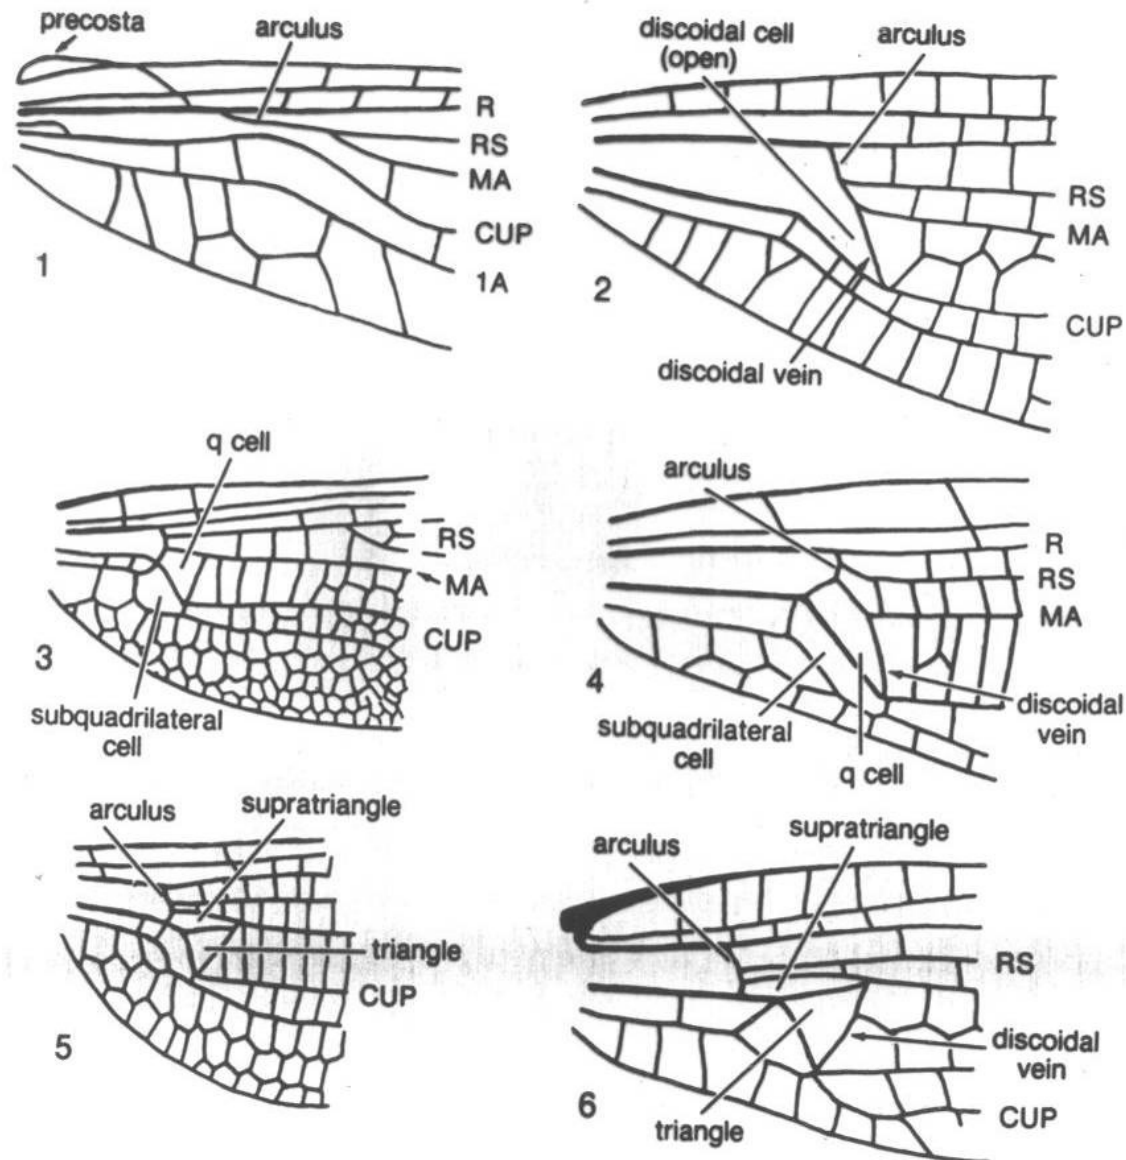 precosta
arculus
R
RS
MA
CUP
1A
1
discoidal cell
(open)
arculus
RS
MA
CUP
discoidal vein
2
q cell
RS
MA
CUP
subquadrilateral
cell
3
arculus
R
RS
MA
discoidal
vein
subquadrilateral
cell
q cell
4
arculus
supratriangle
triangle
CUP
5
arculus
supratriangle
RS
discoidal
vein
CUP
triangle
6